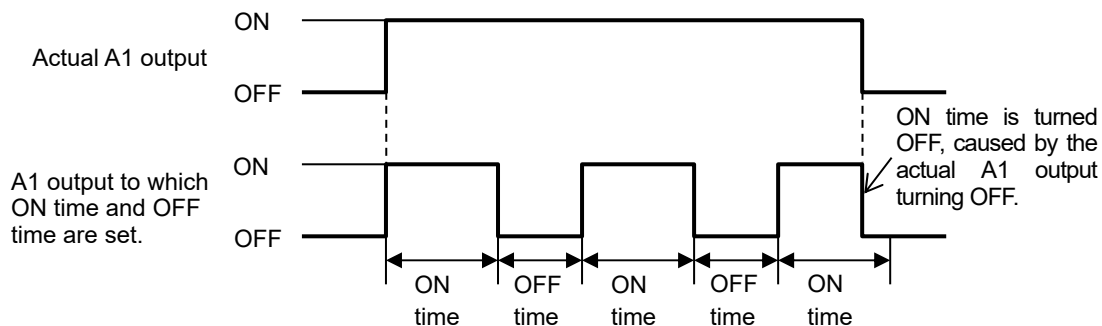 ON
Actual A1 output
OFF
ON time is turned
OFF, caused by the
actual A1 output
turning OFF.
ON
A1 output to which
ON time and OFF
time are set.
OFF
ON time
OFF time
ON time
OFF time
ON time